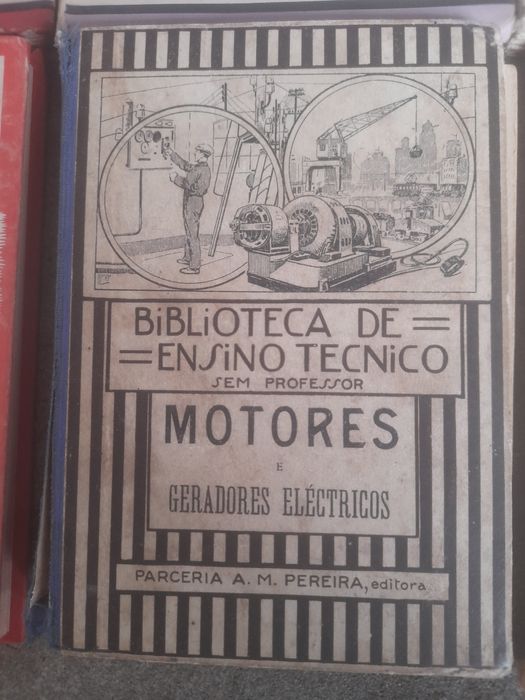 BIBLIOTECA DE
ENSINO TECNICO
SEM PROFESSOR
MOTORES
E
GERADORES ELÉCTRICOS
PARCERIA A. M. PEREIRA, editora